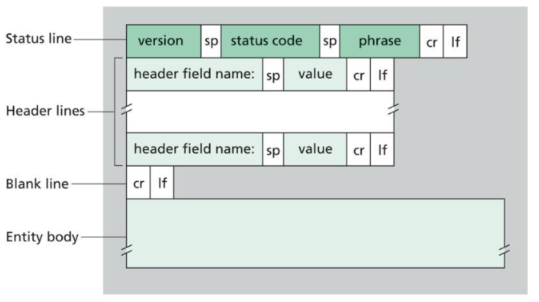 Status line version sp status code sp phrase cr lf
header field name: sp value cr lf
Header lines
header field name: sp value cr lf
Blank line cr lf
Entity body